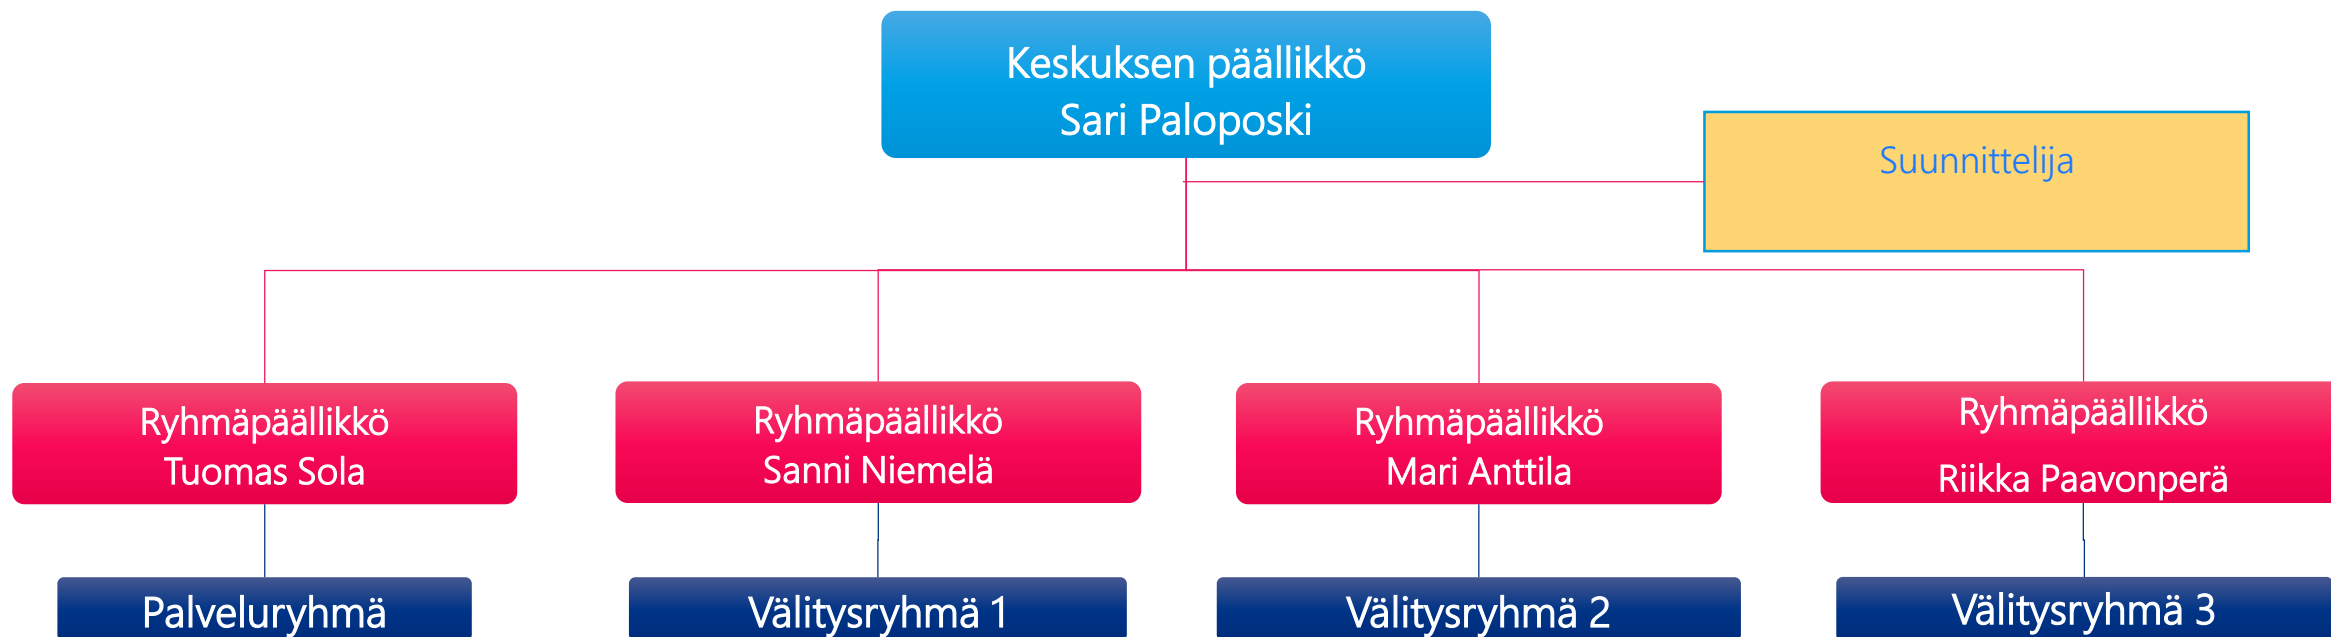 Keskuksen päällikkö
Sari Paloposki
Suunnittelija
Ryhmäpäällikkö
Tuomas Sola
Ryhmäpäällikkö
Sanni Niemelä
Ryhmäpäällikkö
Mari Anttila
Ryhmäpäällikkö
Riikka Paavonperä
Palveluryhmä
Välitysryhmä 1
Välitysryhmä 2
Välitysryhmä 3